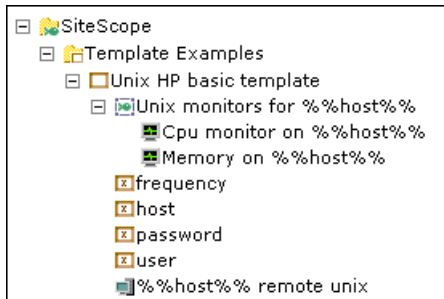 SiteScope
Template Examples
Unix HP basic template
Unix monitors for %%host%%
Cpu monitor on %%host%%
Memory on %%host%%
frequency
host
password
user
%%host%% remote unix